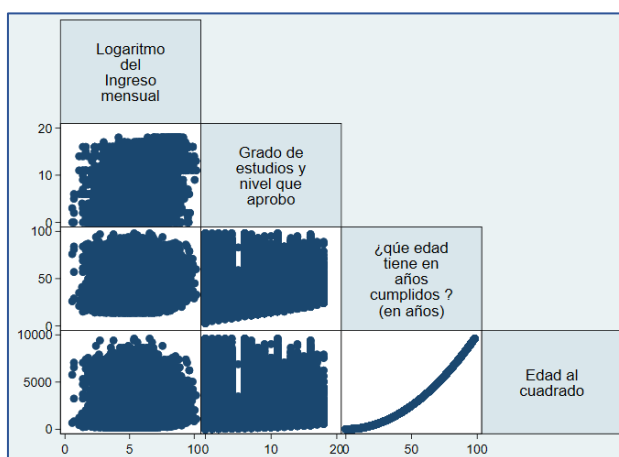 Logaritmo
del
Ingreso
mensual
20
10
0
Grado de
estudios y
nivel que
aprobo
100
50
0
¿qúe edad
tiene en
años
cumplidos ?
(en años)
10000
5000
0
Edad al
cuadrado
0 5 10 0 10 20 0 50 100